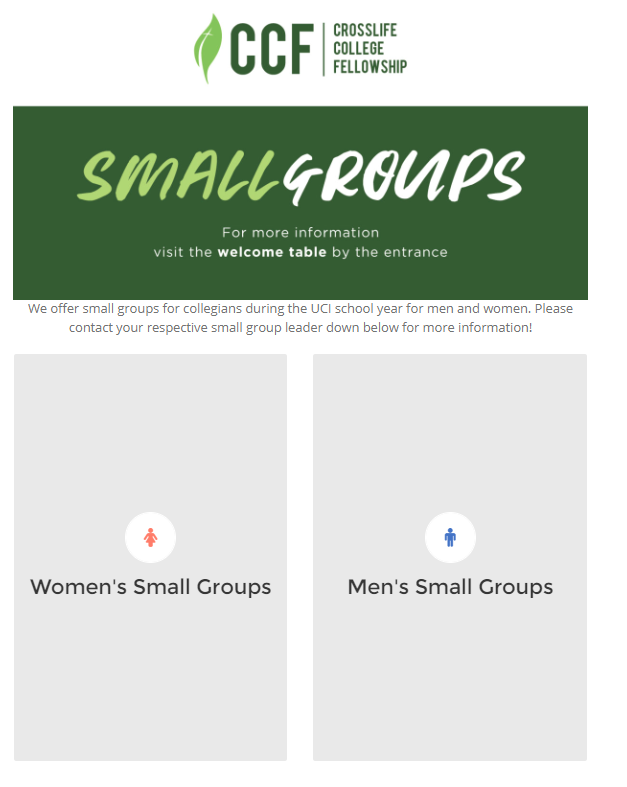 CCF
CROSSLIFE
COLLEGE
FELLOWSHIP
SMALLGROUPS
For more information
visit the welcome table by the entrance
We offer small groups for collegians during the UCI school year for men and women. Please
contact your respective small group leader down below for more information!
Women's Small Groups
Men's Small Groups